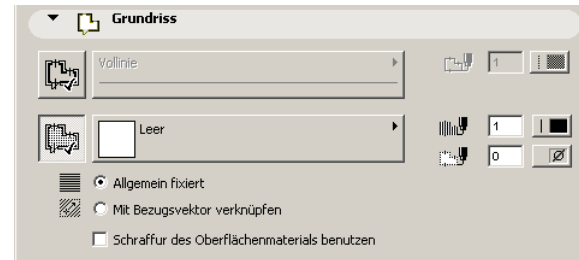 Grundriss
Vollinie 1
Leer 1
0
Allgemein fixiert
Mit Bezugsvektor verknüpfen
Schraffur des Oberflächenmaterials benutzen